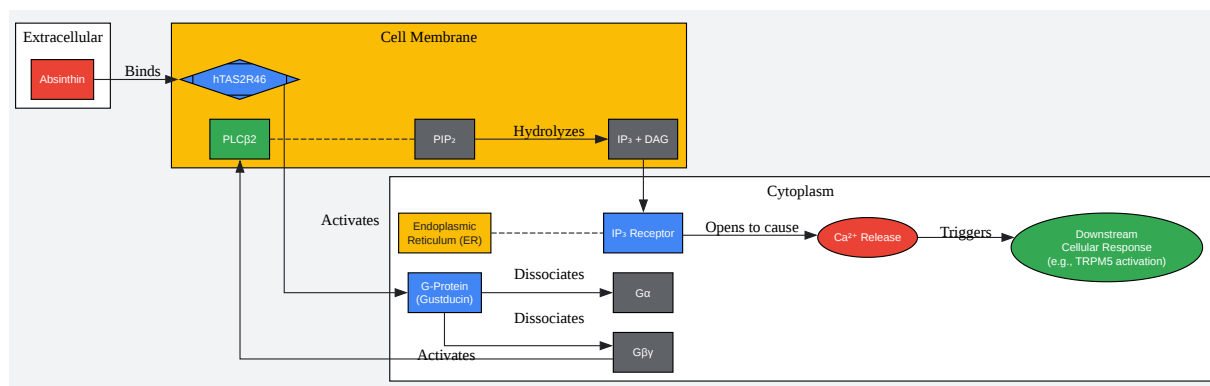 Extracellular
Cell Membrane
Absinthin
Binds
hTAS2R46
PLCβ2
PIP₂
Hydrolyzes
IP₃ + DAG
Cytoplasm
Activates
Endoplasmic
Reticulum (ER)
IP₃ Receptor
Opens to cause
Ca²⁺ Release
Triggers
Downstream
Cellular Response
(e.g., TRPM5 activation)
G-Protein
(Gustducin)
Dissociates
Gα
Dissociates
Gβγ
Activates